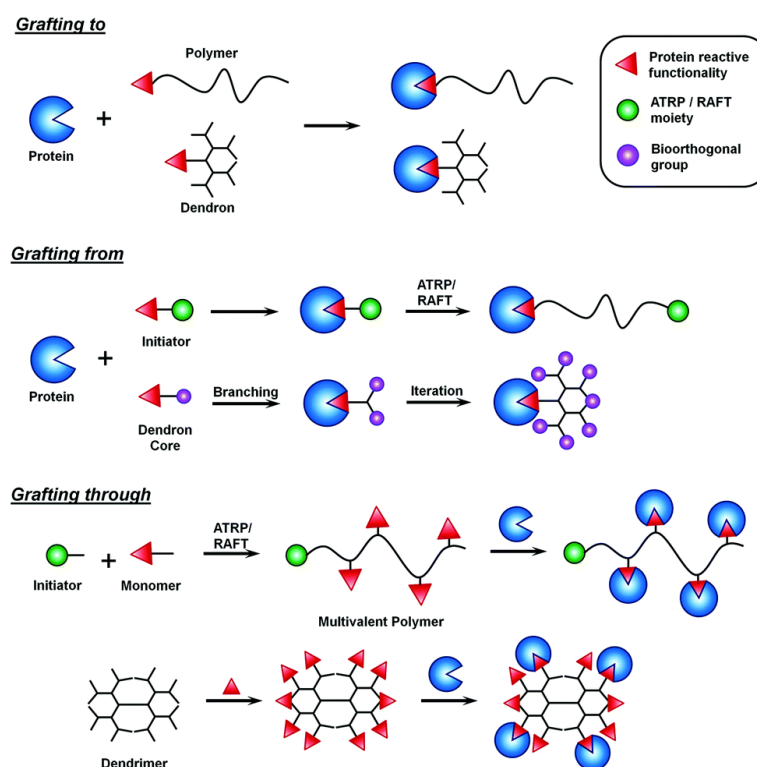 Grafting to
Polymer
+
Protein
Dendron
Protein reactive
functionality
ATRP / RAFT
moiety
Bioorthogonal
group
Grafting from
ATRP/
RAFT
Initiator
+
Protein
Branching
Iteration
Dendron
Core
Grafting through
ATRP/
RAFT
+
Initiator
Monomer
Multivalent Polymer
Dendrimer